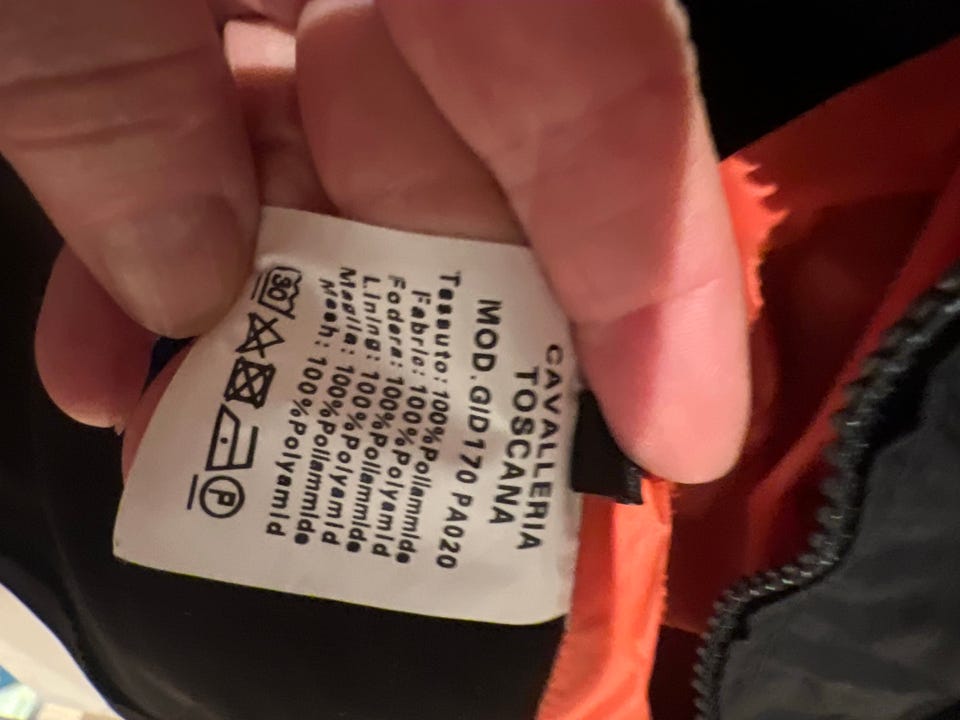 CAVALLERIA
TOSCANA
MOD.GID170 PA020
Tessuto:100%Poliammide
Fabric:100%Polyamid
Fodera:100%Poliammide
Lining:100%Polyamid
Maglia:100%Poliammide
Mesh:100%Polyamid
30 P